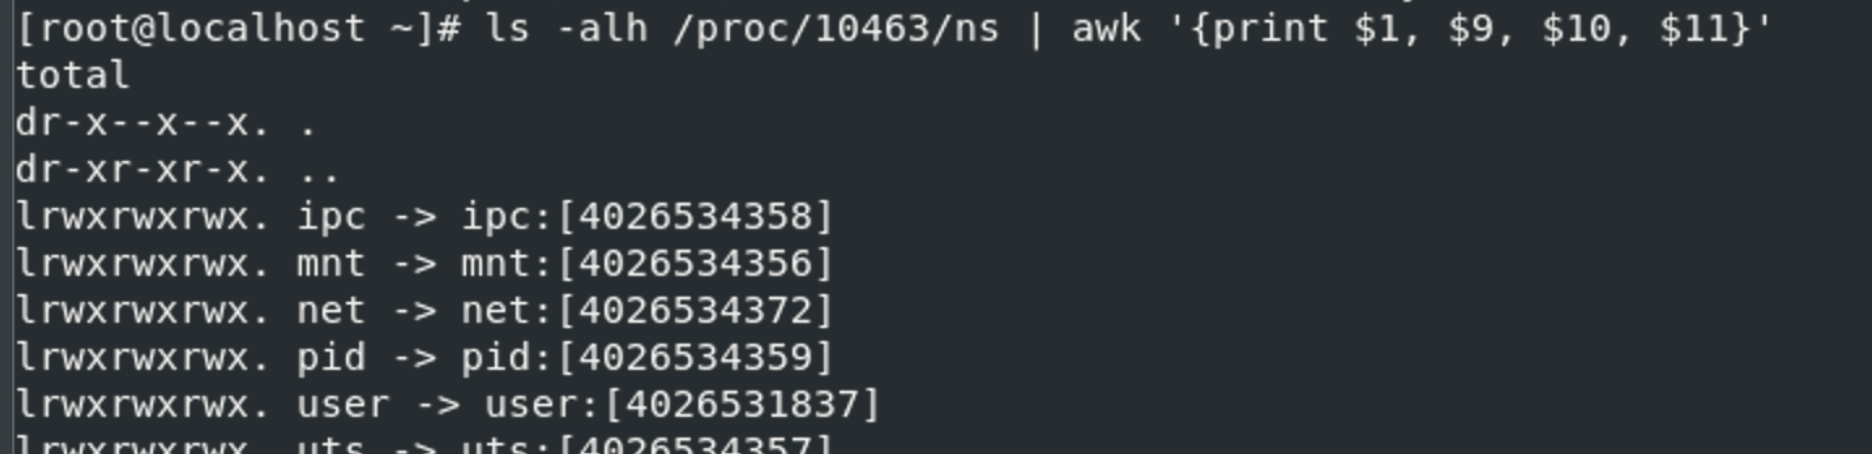 [root@localhost ~]# ls -alh /proc/10463/ns | awk '{print $1, $9, $10, $11}'
total
dr-x--x--x. .
dr-xr-xr-x. ..
lrwxrwxrwx. ipc -> ipc:[4026534358]
lrwxrwxrwx. mnt -> mnt:[4026534356]
lrwxrwxrwx. net -> net:[4026534372]
lrwxrwxrwx. pid -> pid:[4026534359]
lrwxrwxrwx. user -> user:[4026531837]
lrwxrwxrwx. uts -> uts:[4026534357]